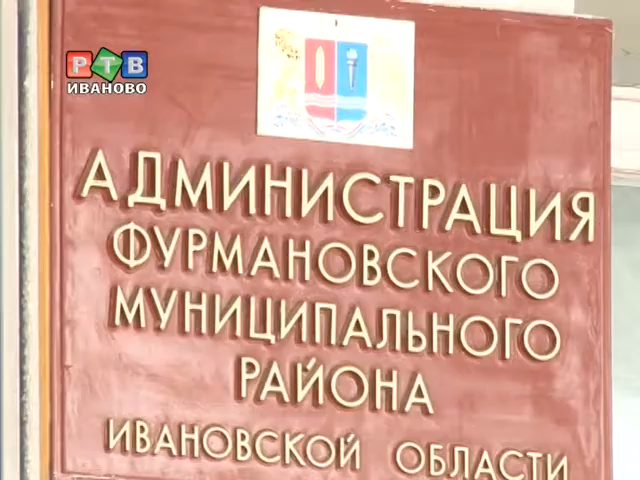 РТВ
ИВАНОВО
АДМИНИСТРАЦИЯ
ФУРМАНОВСКОГО
МУНИЦИПАЛЬНОГО
РАЙОНА
ИВАНОВСКОЙ ОБЛАСТИ